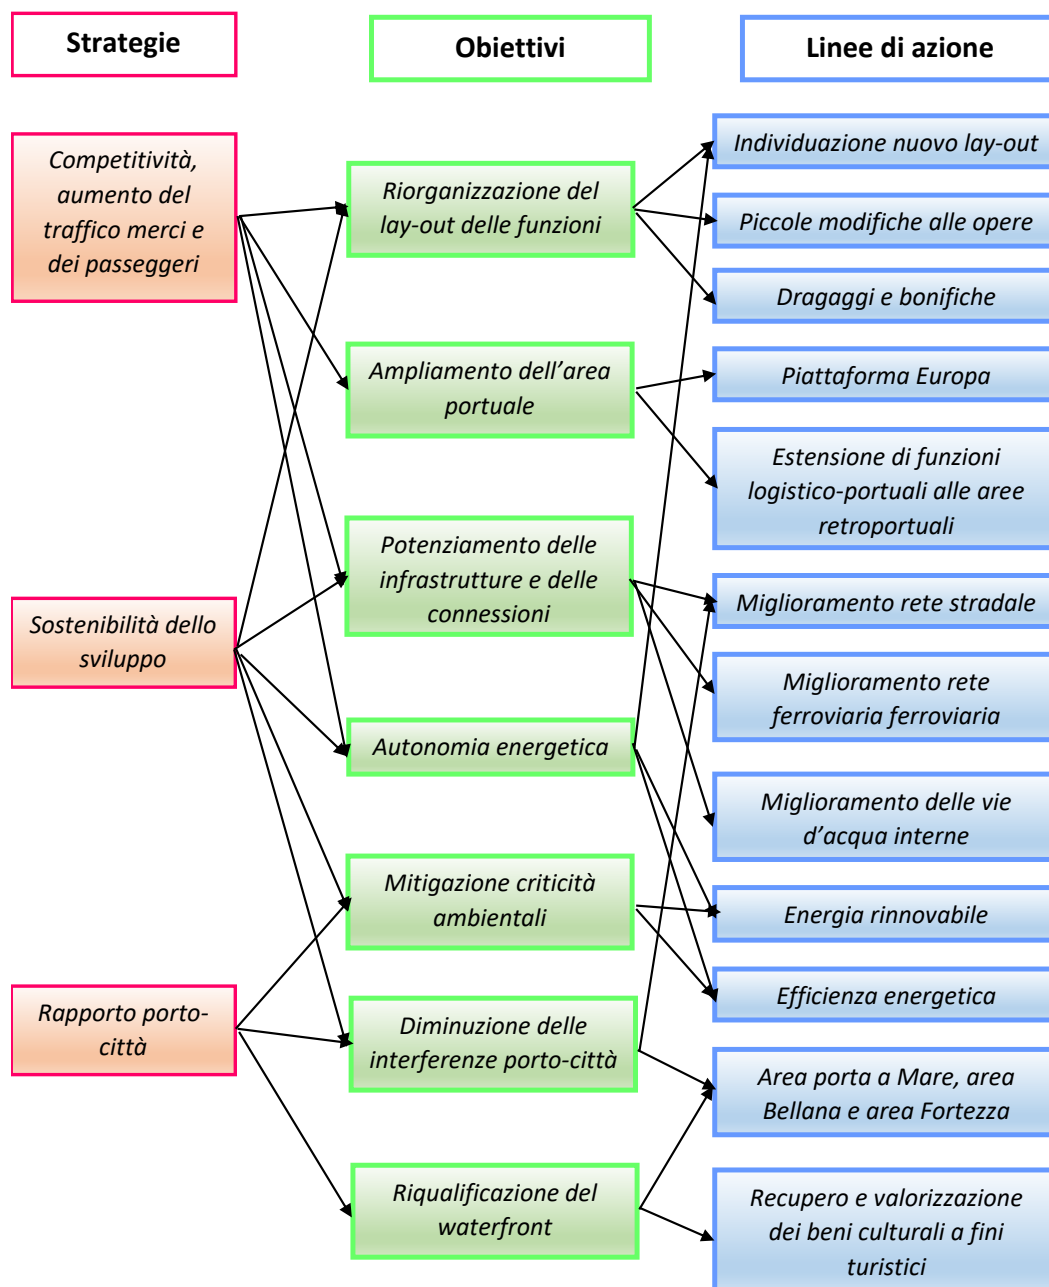 Strategie
Obiettivi
Linee di azione
Competitività,
aumento del
traffico merci e
dei passeggeri
Sostenibilità dello
sviluppo
Rapporto porto-
città
Riorganizzazione del
lay-out delle funzioni
Ampliamento dell’area
portuale
Potenziamento delle
infrastrutture e delle
connessioni
Autonomia energetica
Mitigazione criticità
ambientali
Diminuzione delle
interferenze porto-città
Riqualificazione del
waterfront
Individuazione nuovo lay-out
Piccole modifiche alle opere
Dragaggi e bonifiche
Piattaforma Europa
Estensione di funzioni
logistico-portuali alle aree
retroportuali
Miglioramento rete stradale
Miglioramento rete
ferroviaria ferroviaria
Miglioramento delle vie
d’acqua interne
Energia rinnovabile
Efficienza energetica
Area porta a Mare, area
Bellana e area Fortezza
Recupero e valorizzazione
dei beni culturali a fini
turistici